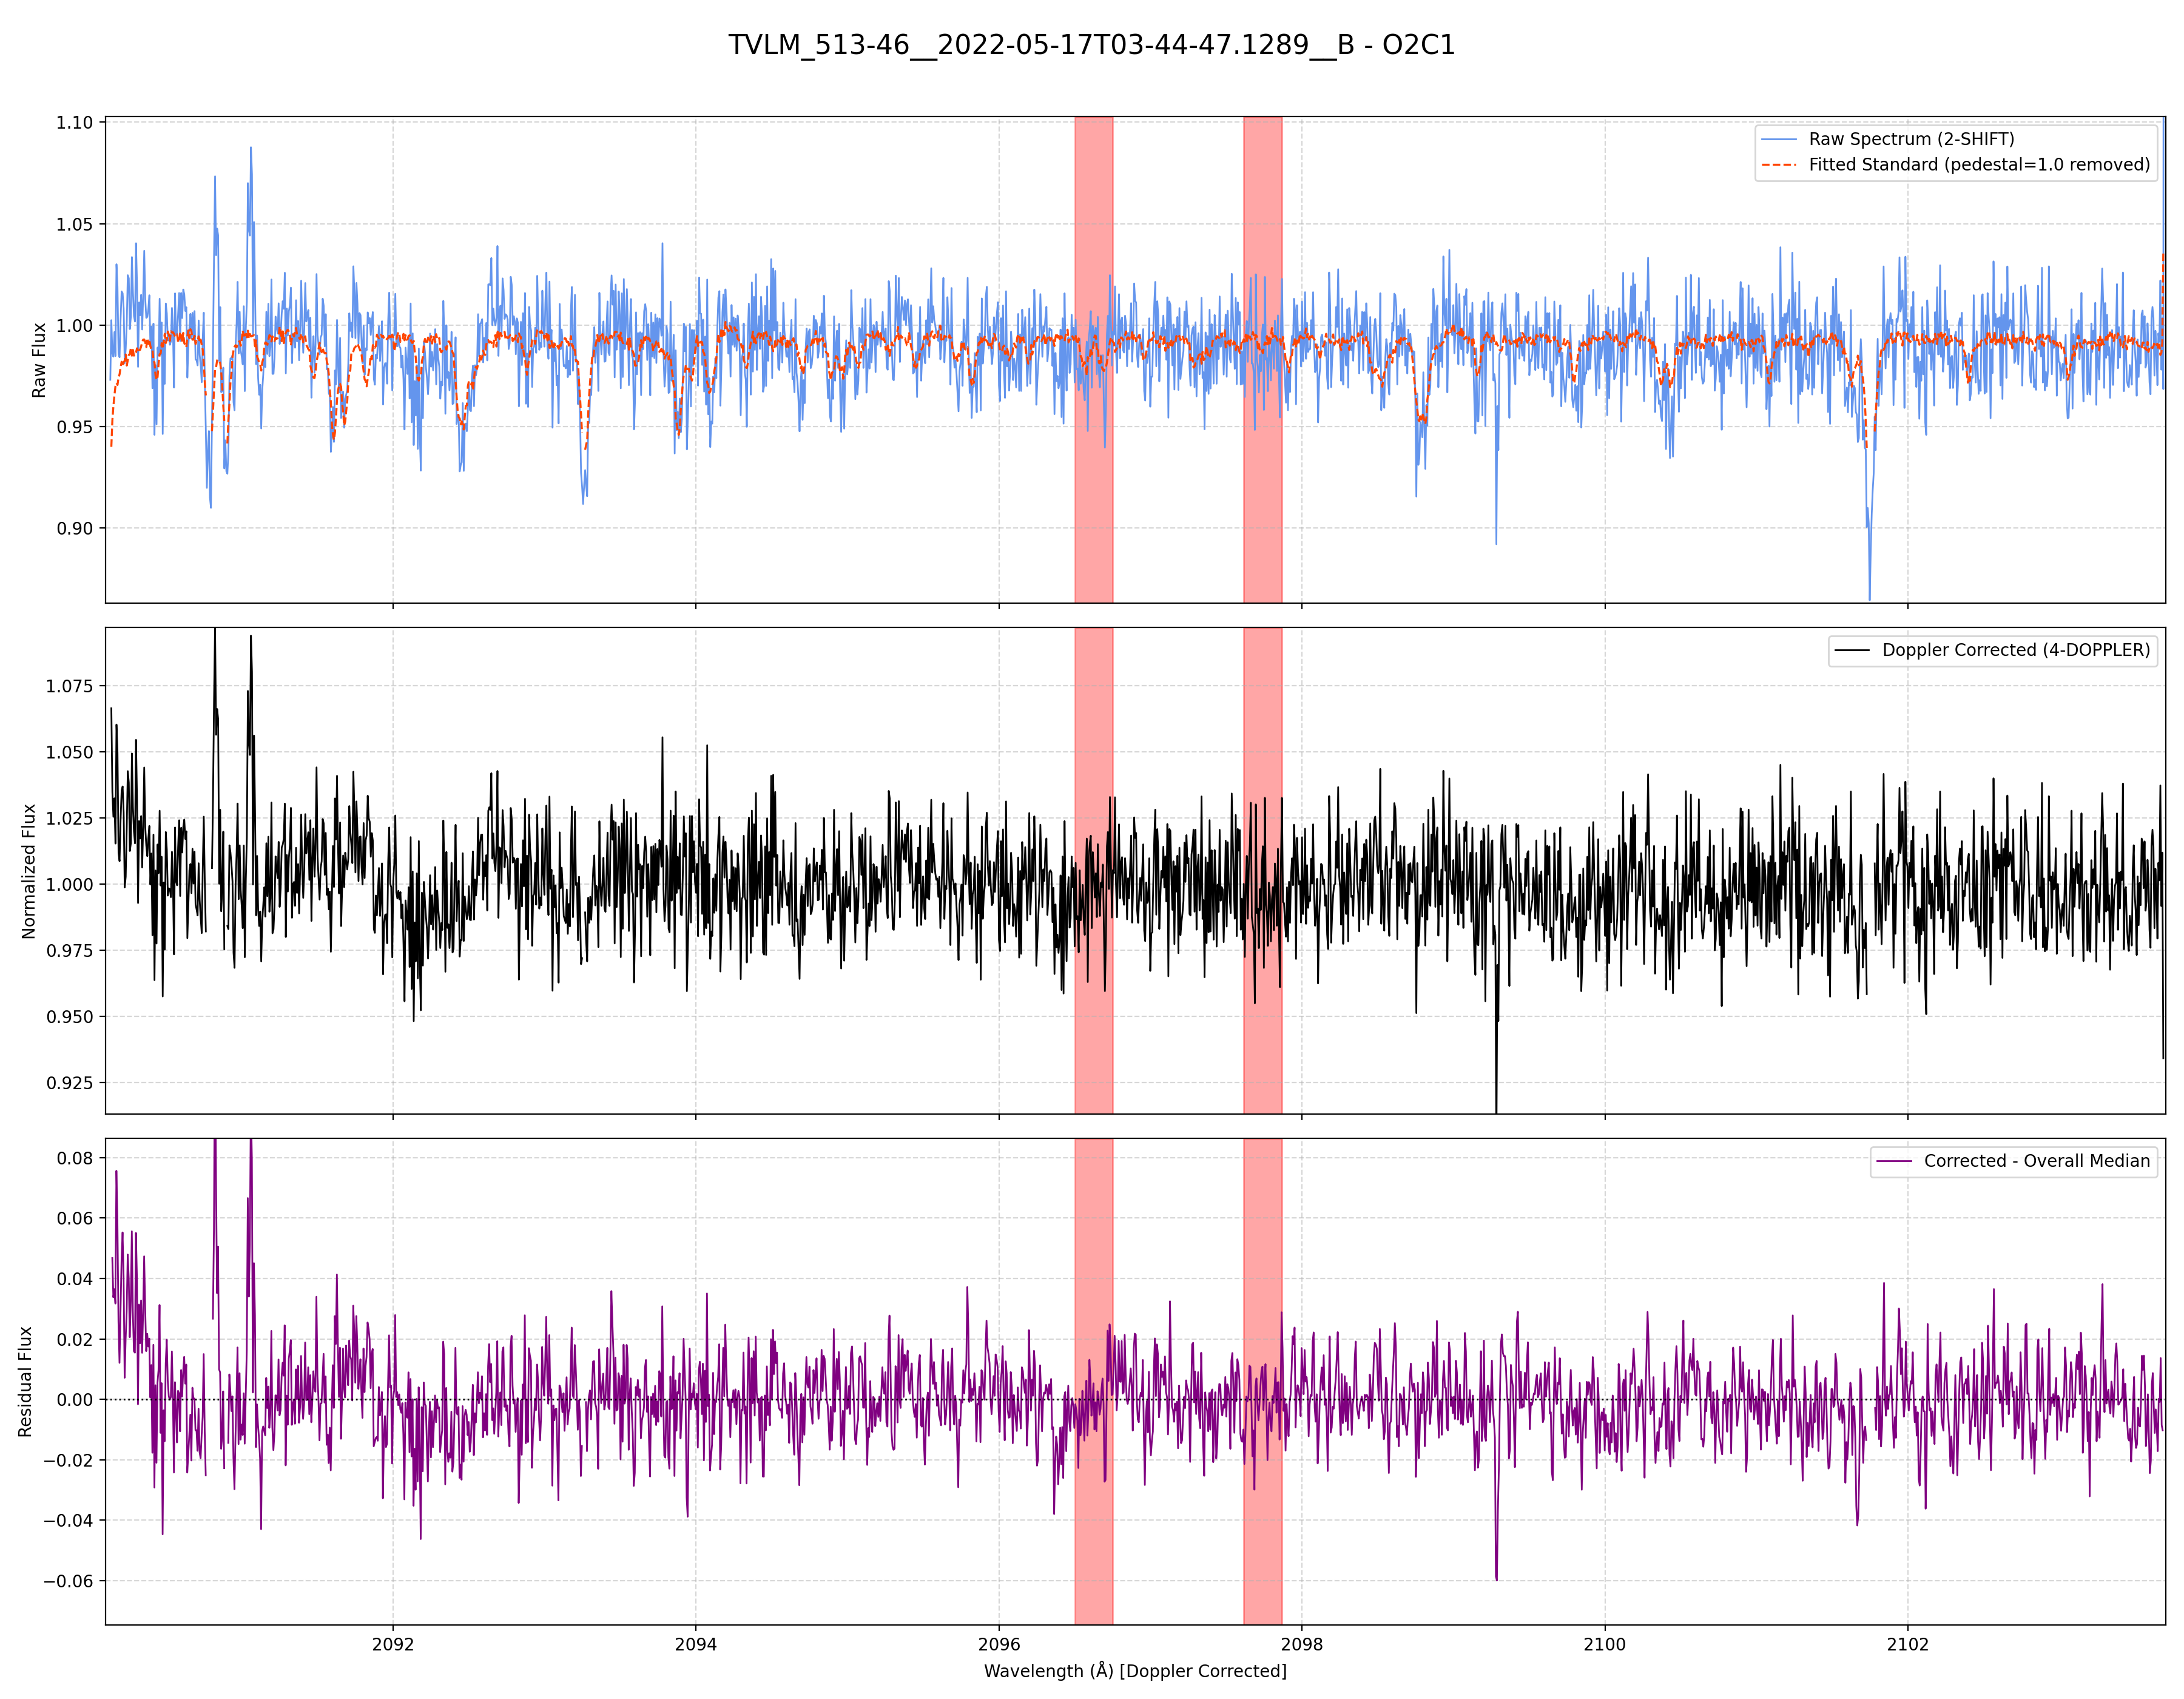 TVLM_513-46__2022-05-17T03-44-47.1289__B - O2C1
Raw Flux
1.10
1.05
1.00
0.95
0.90
Raw Spectrum (2-SHIFT)
Fitted Standard (pedestal=1.0 removed)
Normalized Flux
1.075
1.050
1.025
1.000
0.975
0.950
0.925
Doppler Corrected (4-DOPPLER)
Residual Flux
0.08
0.06
0.04
0.02
0.00
−0.02
−0.04
−0.06
Corrected - Overall Median
2092 2094 2096 2098 2100 2102
Wavelength (Å) [Doppler Corrected]